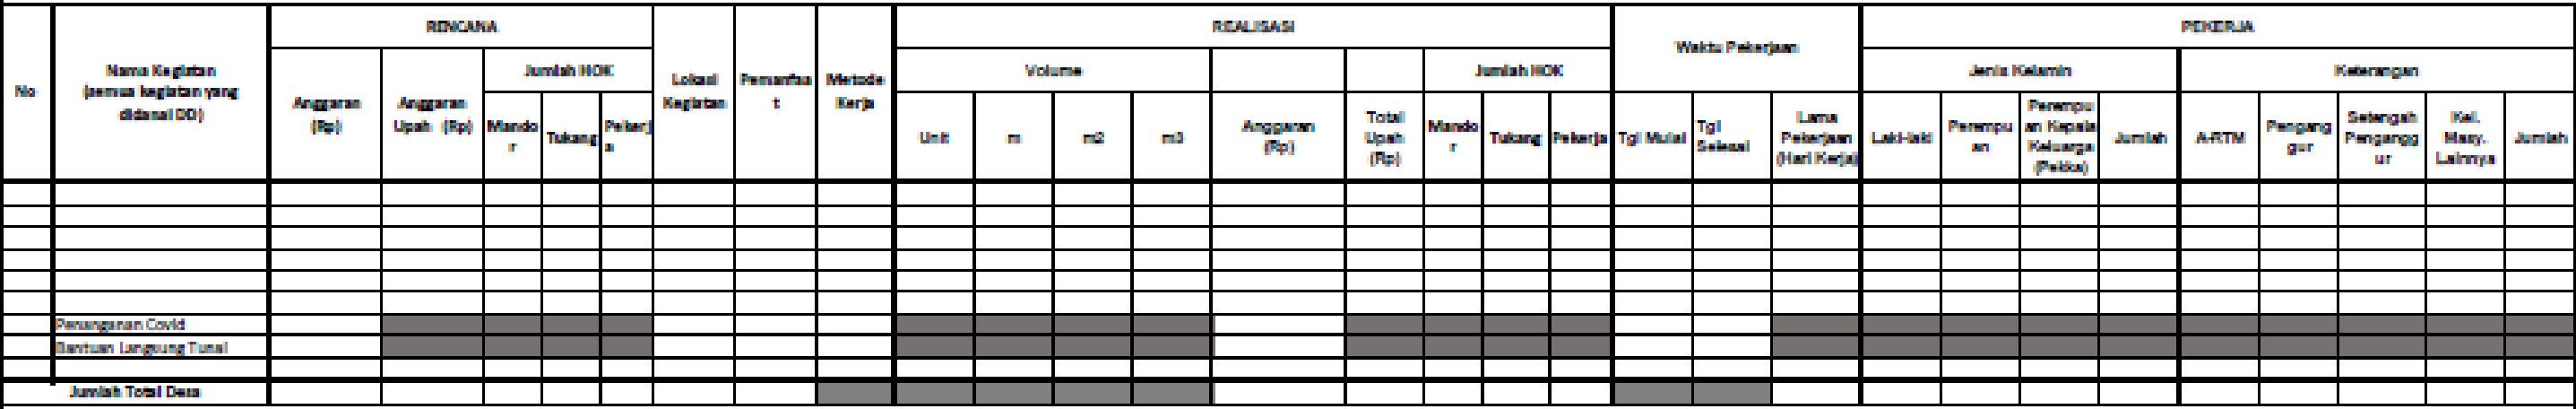 RENCANA
REALISASI
PEKERJA
Waktu Pekerjaan
No
Nama Kegiatan
(semua kegiatan yang
didanai DD)
Jumlah HOK
Lokasi
Kegiatan
Pemanfaa
t
Metode
Kerja
Volume
Jumlah HOK
Jenis Kelamin
Keterangan
Anggaran
(Rp)
Anggaran
Upah (Rp)
Mando
r
Tukang
Pekerj
a
Unit
m
m2
m3
Anggaran
(Rp)
Total
Upah
(Rp)
Mando
r
Tukang
Pekerja
Tgl Mulai
Tgl
Selesai
Lama
Pekerjaan
(Hari Kerja)
Laki-laki
Perempu
an
Perempu
an Kepala
Keluarga
(Pekka)
Jumlah
A-RTM
Pengang
gur
Setengah
Pengangg
ur
Kel.
Masy.
Lainnya
Jumlah
Penanganan Covid
Bantuan Langsung Tunai
Jumlah Total Desa